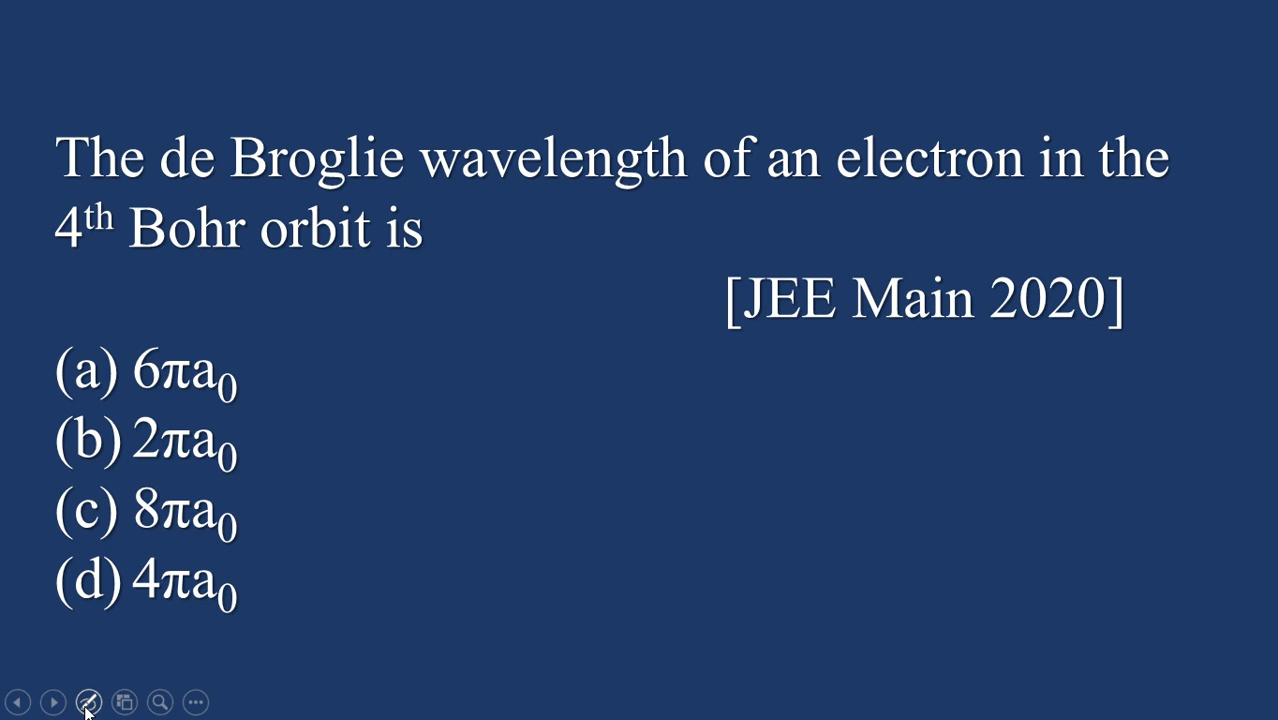 The de Broglie wavelength of an electron in the
4th Bohr orbit is
[JEE Main 2020]
(a) 6πa₀
(b) 2πa₀
(c) 8πa₀
(d) 4πa₀